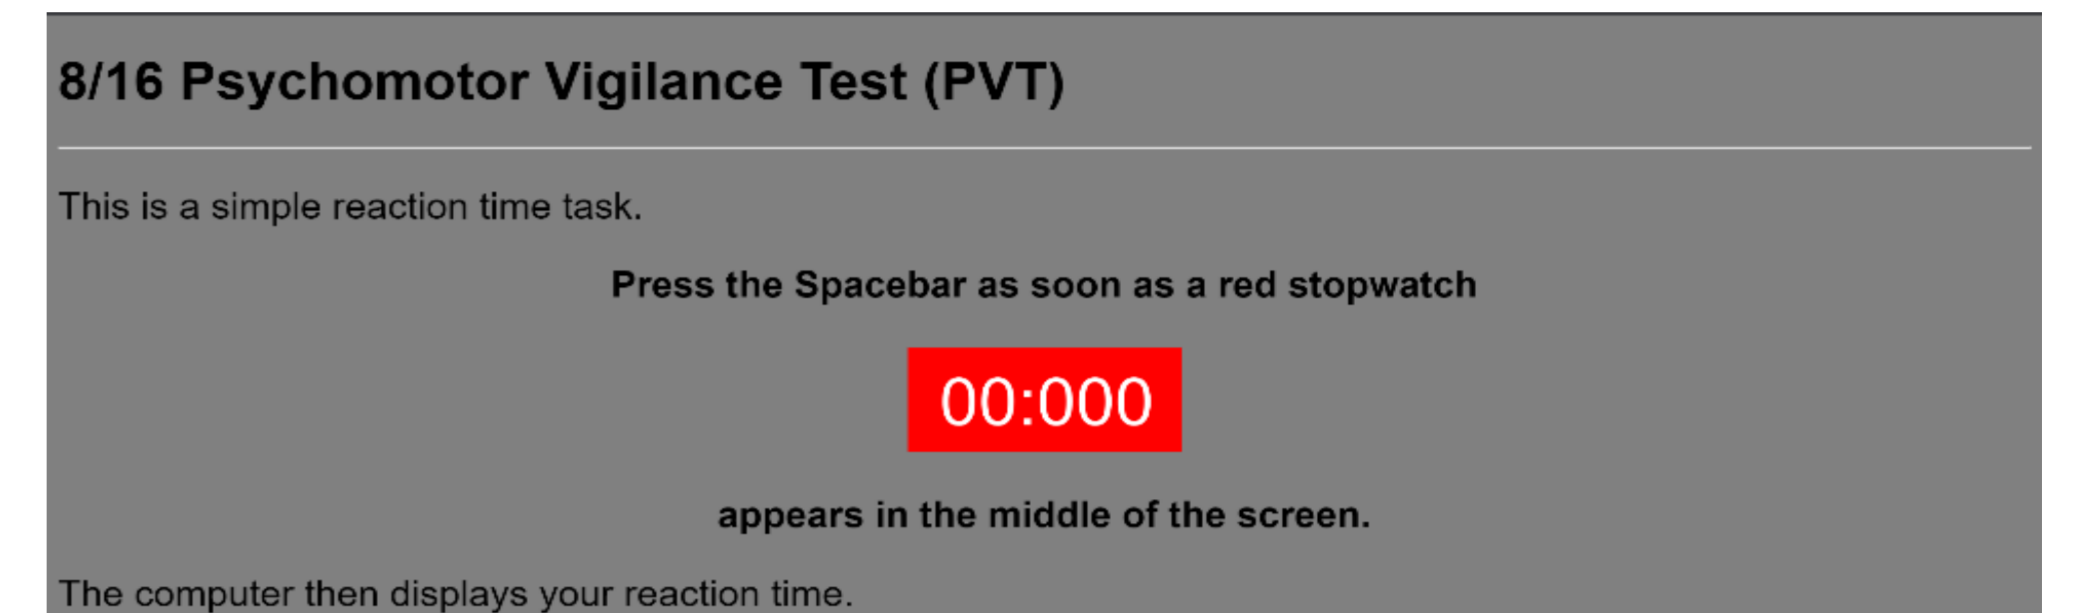 8/16 Psychomotor Vigilance Test (PVT)
This is a simple reaction time task.
Press the Spacebar as soon as a red stopwatch
00:000
appears in the middle of the screen.
The computer then displays your reaction time.